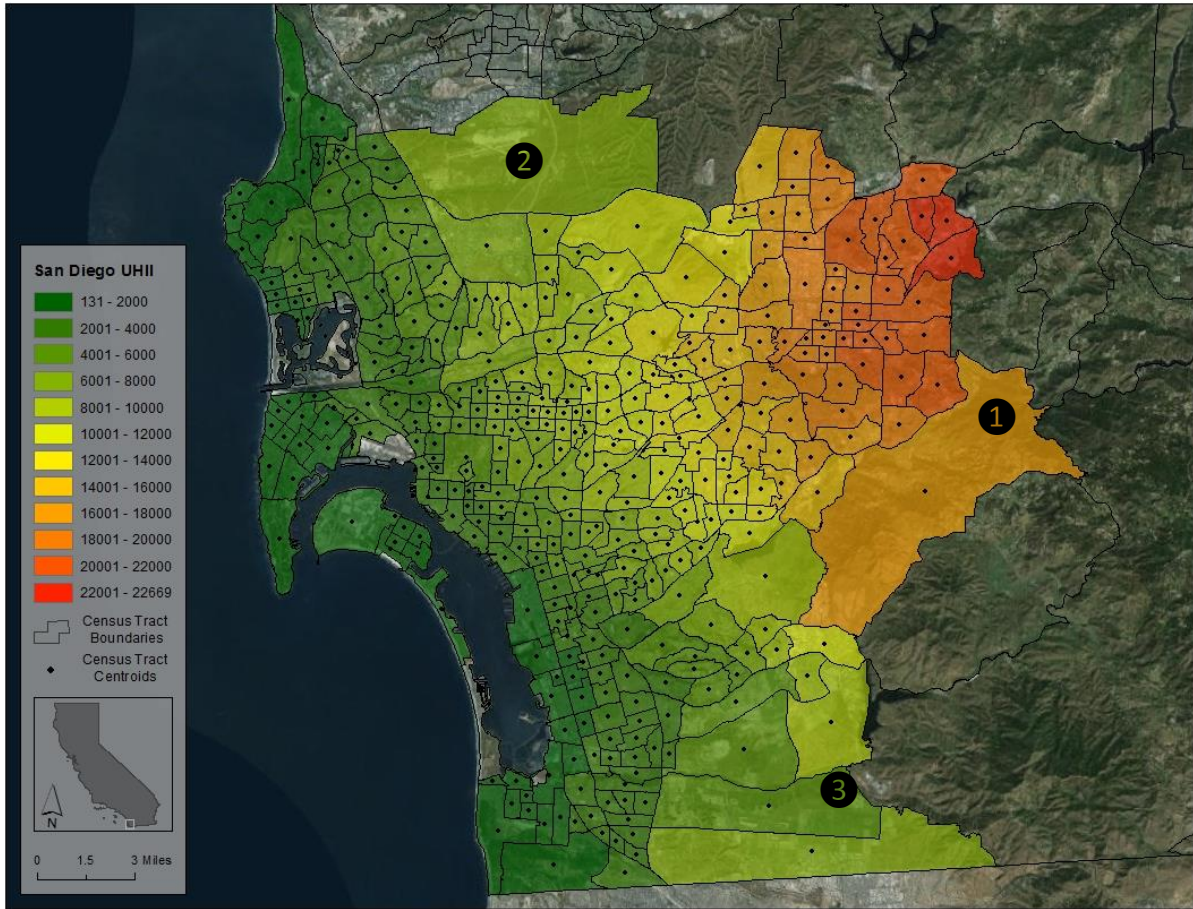 2
San Diego UHII
131 - 2000
2001 - 4000
4001 - 6000
6001 - 8000
8001 - 10000
10001 - 12000
12001 - 14000
14001 - 16000
16001 - 18000
18001 - 20000
20001 - 22000
22001 - 22669
Census Tract
Boundaries
Census Tract
Centroids
N
0 1.5 3 Miles
1
3